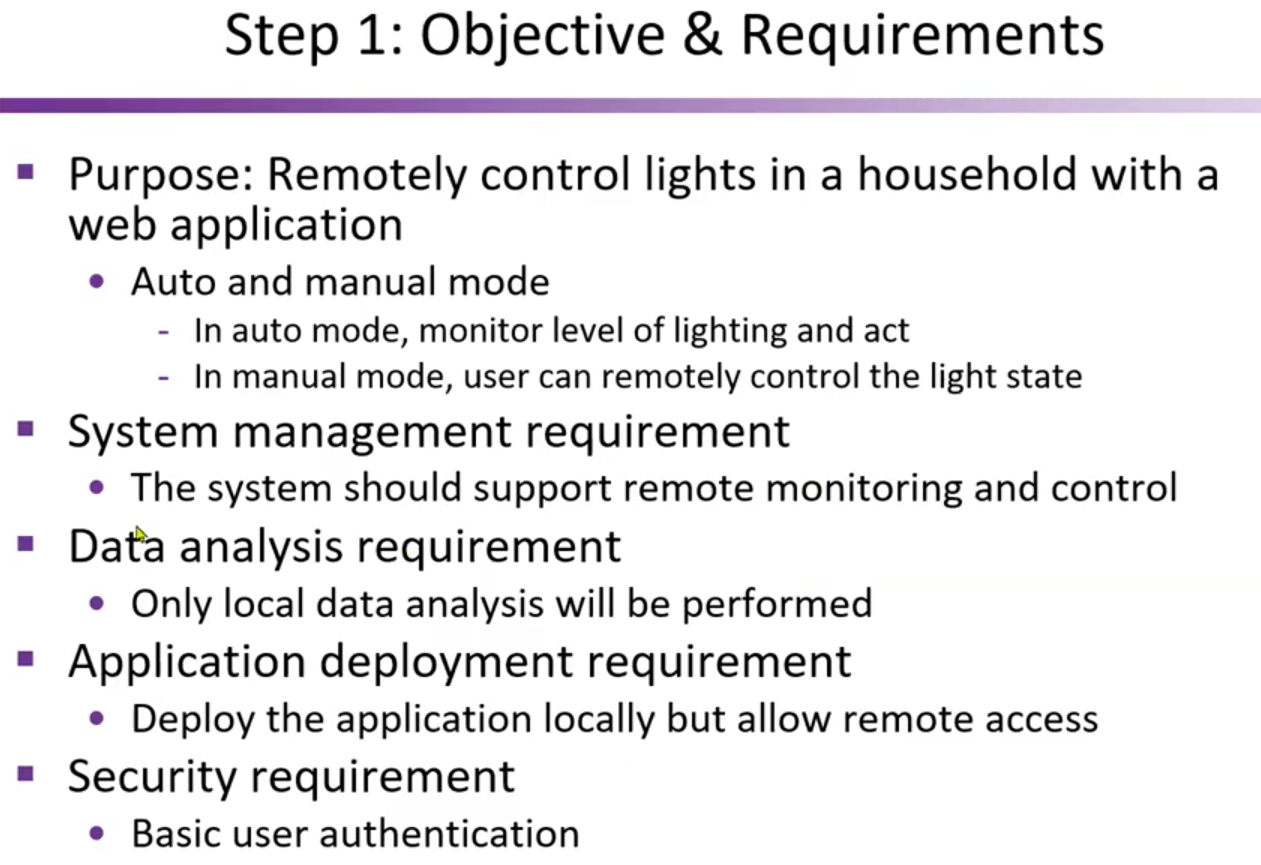 Step 1: Objective & Requirements
▪ Purpose: Remotely control lights in a household with a
web application
• Auto and manual mode
- In auto mode, monitor level of lighting and act
- In manual mode, user can remotely control the light state
▪ System management requirement
• The system should support remote monitoring and control
▪ Data analysis requirement
• Only local data analysis will be performed
▪ Application deployment requirement
• Deploy the application locally but allow remote access
▪ Security requirement
• Basic user authentication